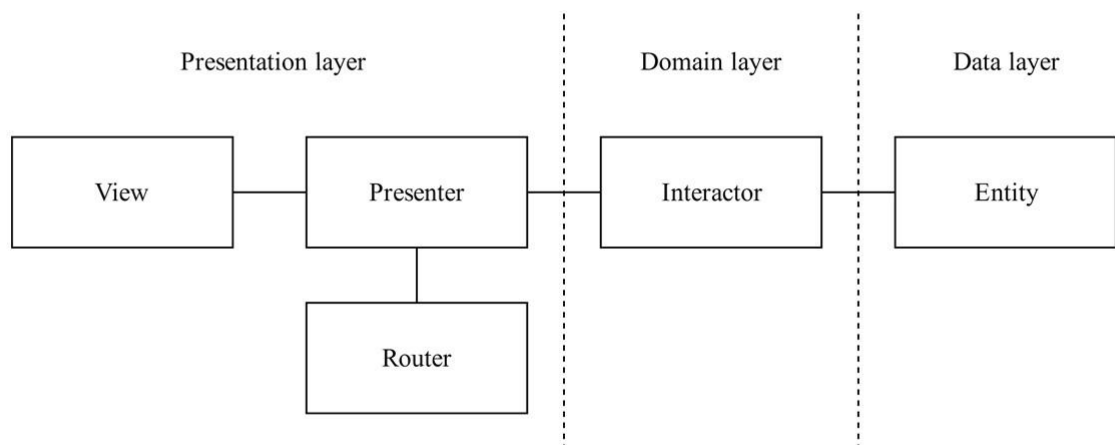 Presentation layer
Domain layer
Data layer
View
Presenter
Interactor
Entity
Router